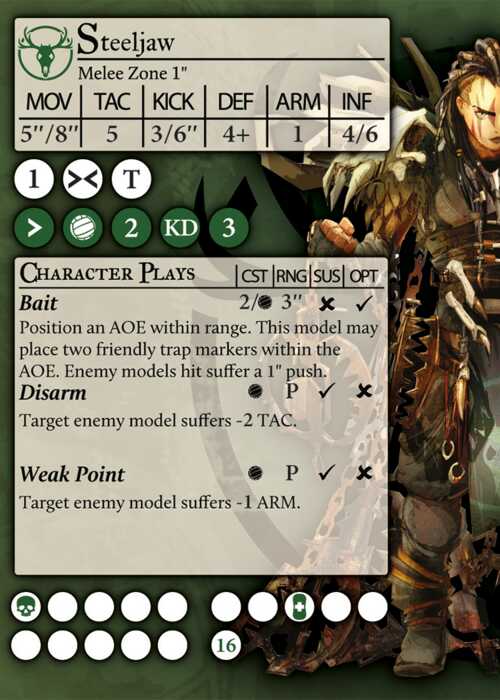 Steeljaw
Melee Zone 1"
MOV TAC KICK DEF ARM INF
5"/8" 5 3/6" 4+ 1 4/6
1 >< T
> 2 KD 3
Character Plays CST RNG SUS OPT
Bait 2/ 3" ✘ ✓
Position an AOE within range. This model may
place two friendly trap markers within the
AOE. Enemy models hit suffer a 1" push.
Disarm P ✓ ✘
Target enemy model suffers -2 TAC.
Weak Point P ✓ ✘
Target enemy model suffers -1 ARM.
16